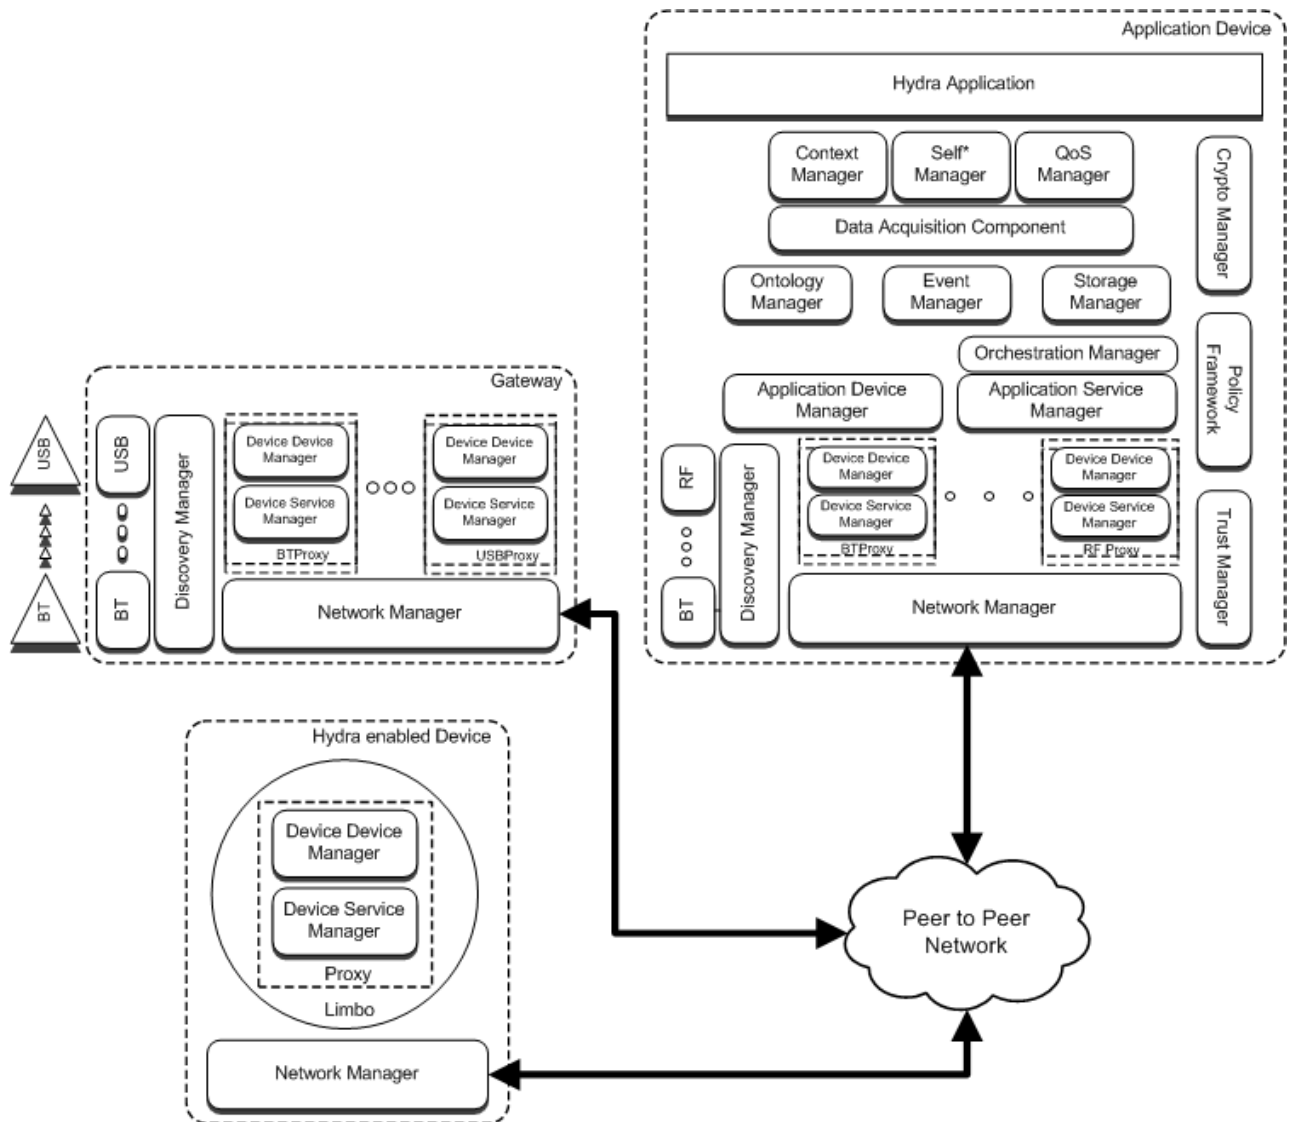 Application Device
Hydra Application
Context
Manager
Self*
Manager
QoS
Manager
Crypto Manager
Data Acquisition Component
Ontology
Manager
Event
Manager
Storage
Manager
Policy
Framework
Orchestration Manager
Application Device
Manager
Application Service
Manager
RF
BT
Discovery Manager
Device Device
Manager
Device Service
Manager
BTProxy
Device Device
Manager
Device Service
Manager
RF Proxy
Trust Manager
Network Manager
Gateway
USB
BT
USB
BT
Discovery Manager
Device Device
Manager
Device Service
Manager
BTProxy
Device Device
Manager
Device Service
Manager
USBProxy
Network Manager
Hydra enabled Device
Device Device
Manager
Device Service
Manager
Proxy
Limbo
Network Manager
Peer to Peer
Network